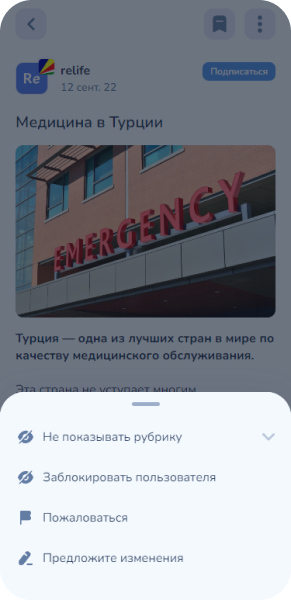 Re
relife
12 сент. 22
Подписаться
Медицина в Турции
EMERGENCY
Турция — одна из лучших стран в мире по
качеству медицинского обслуживания.
Эта страна не уступает многим
Не показывать рубрику
Заблокировать пользователя
Пожаловаться
Предложите изменения